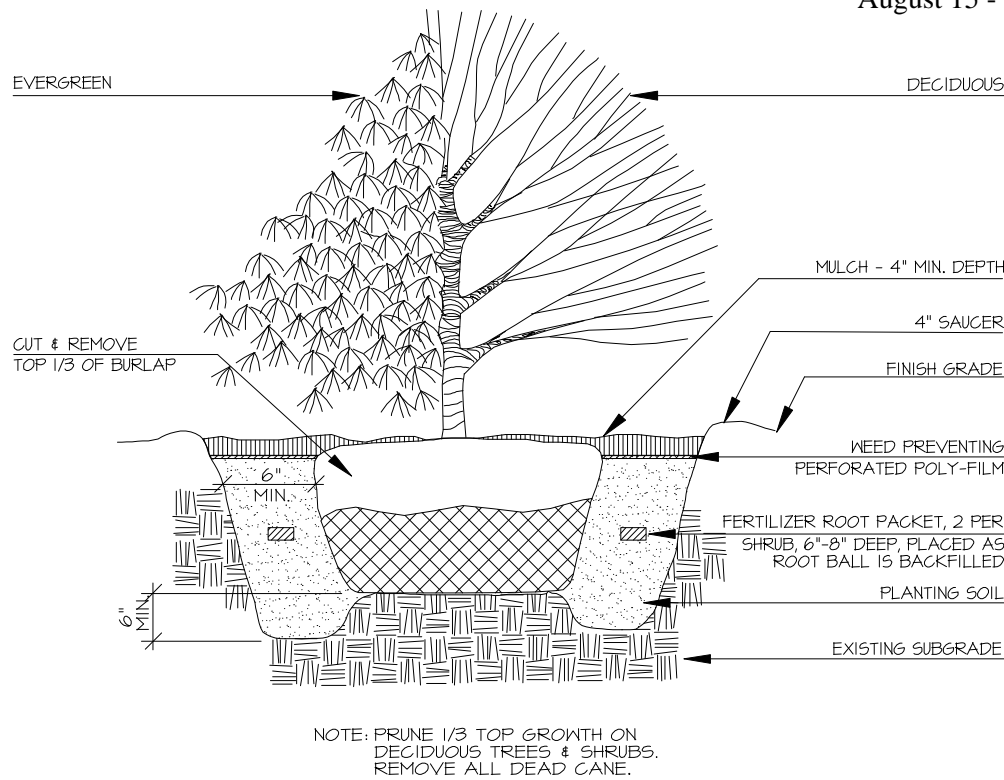 August 15 -
EVERGREEN
DECIDUOUS
MULCH - 4" MIN. DEPTH
4" SAUCER
CUT & REMOVE
TOP 1/3 OF BURLAP
FINISH GRADE
WEED PREVENTING
PERFORATED POLY-FILM
6"
MIN.
FERTILIZER ROOT PACKET, 2 PER
SHRUB, 6"-8" DEEP, PLACED AS
ROOT BALL IS BACKFILLED
PLANTING SOIL
6"
MIN.
EXISTING SUBGRADE
NOTE: PRUNE 1/3 TOP GROWTH ON
DECIDUOUS TREES & SHRUBS.
REMOVE ALL DEAD CANE.